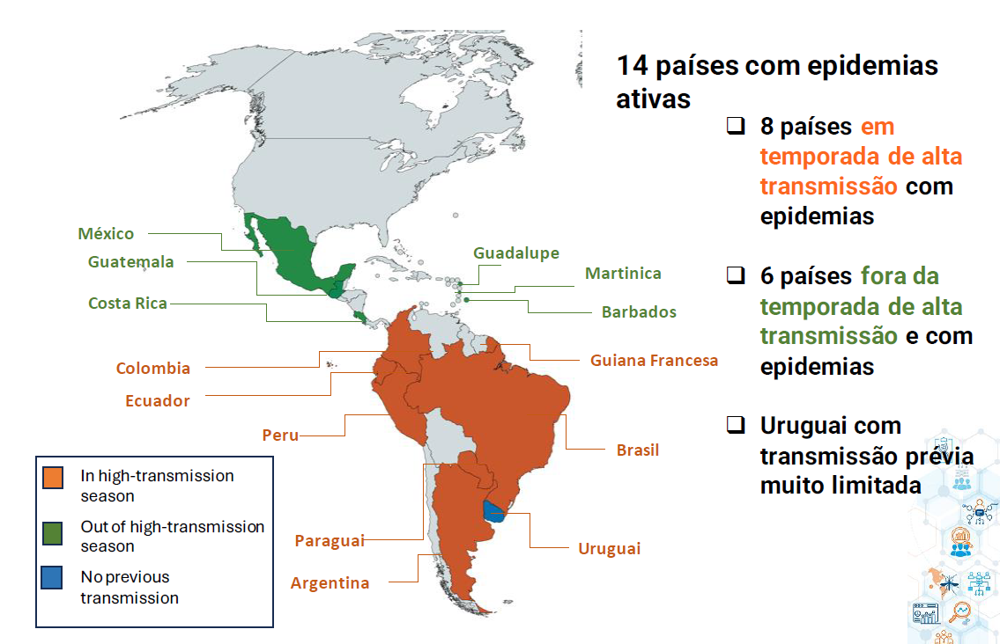 14 países com epidemias
ativas
❑ 8 países em
temporada de alta
transmissão com
epidemias
❑ 6 países fora da
temporada de alta
transmissão e com
epidemias
❑ Uruguai com
transmissão prévia
muito limitada
México
Guatemala
Costa Rica
Guadalupe
Martinica
Barbados
Colombia
Ecuador
Peru
Guiana Francesa
Brasil
Paraguai
Argentina
Uruguai
In high-transmission
season
Out of high-transmission
season
No previous
transmission